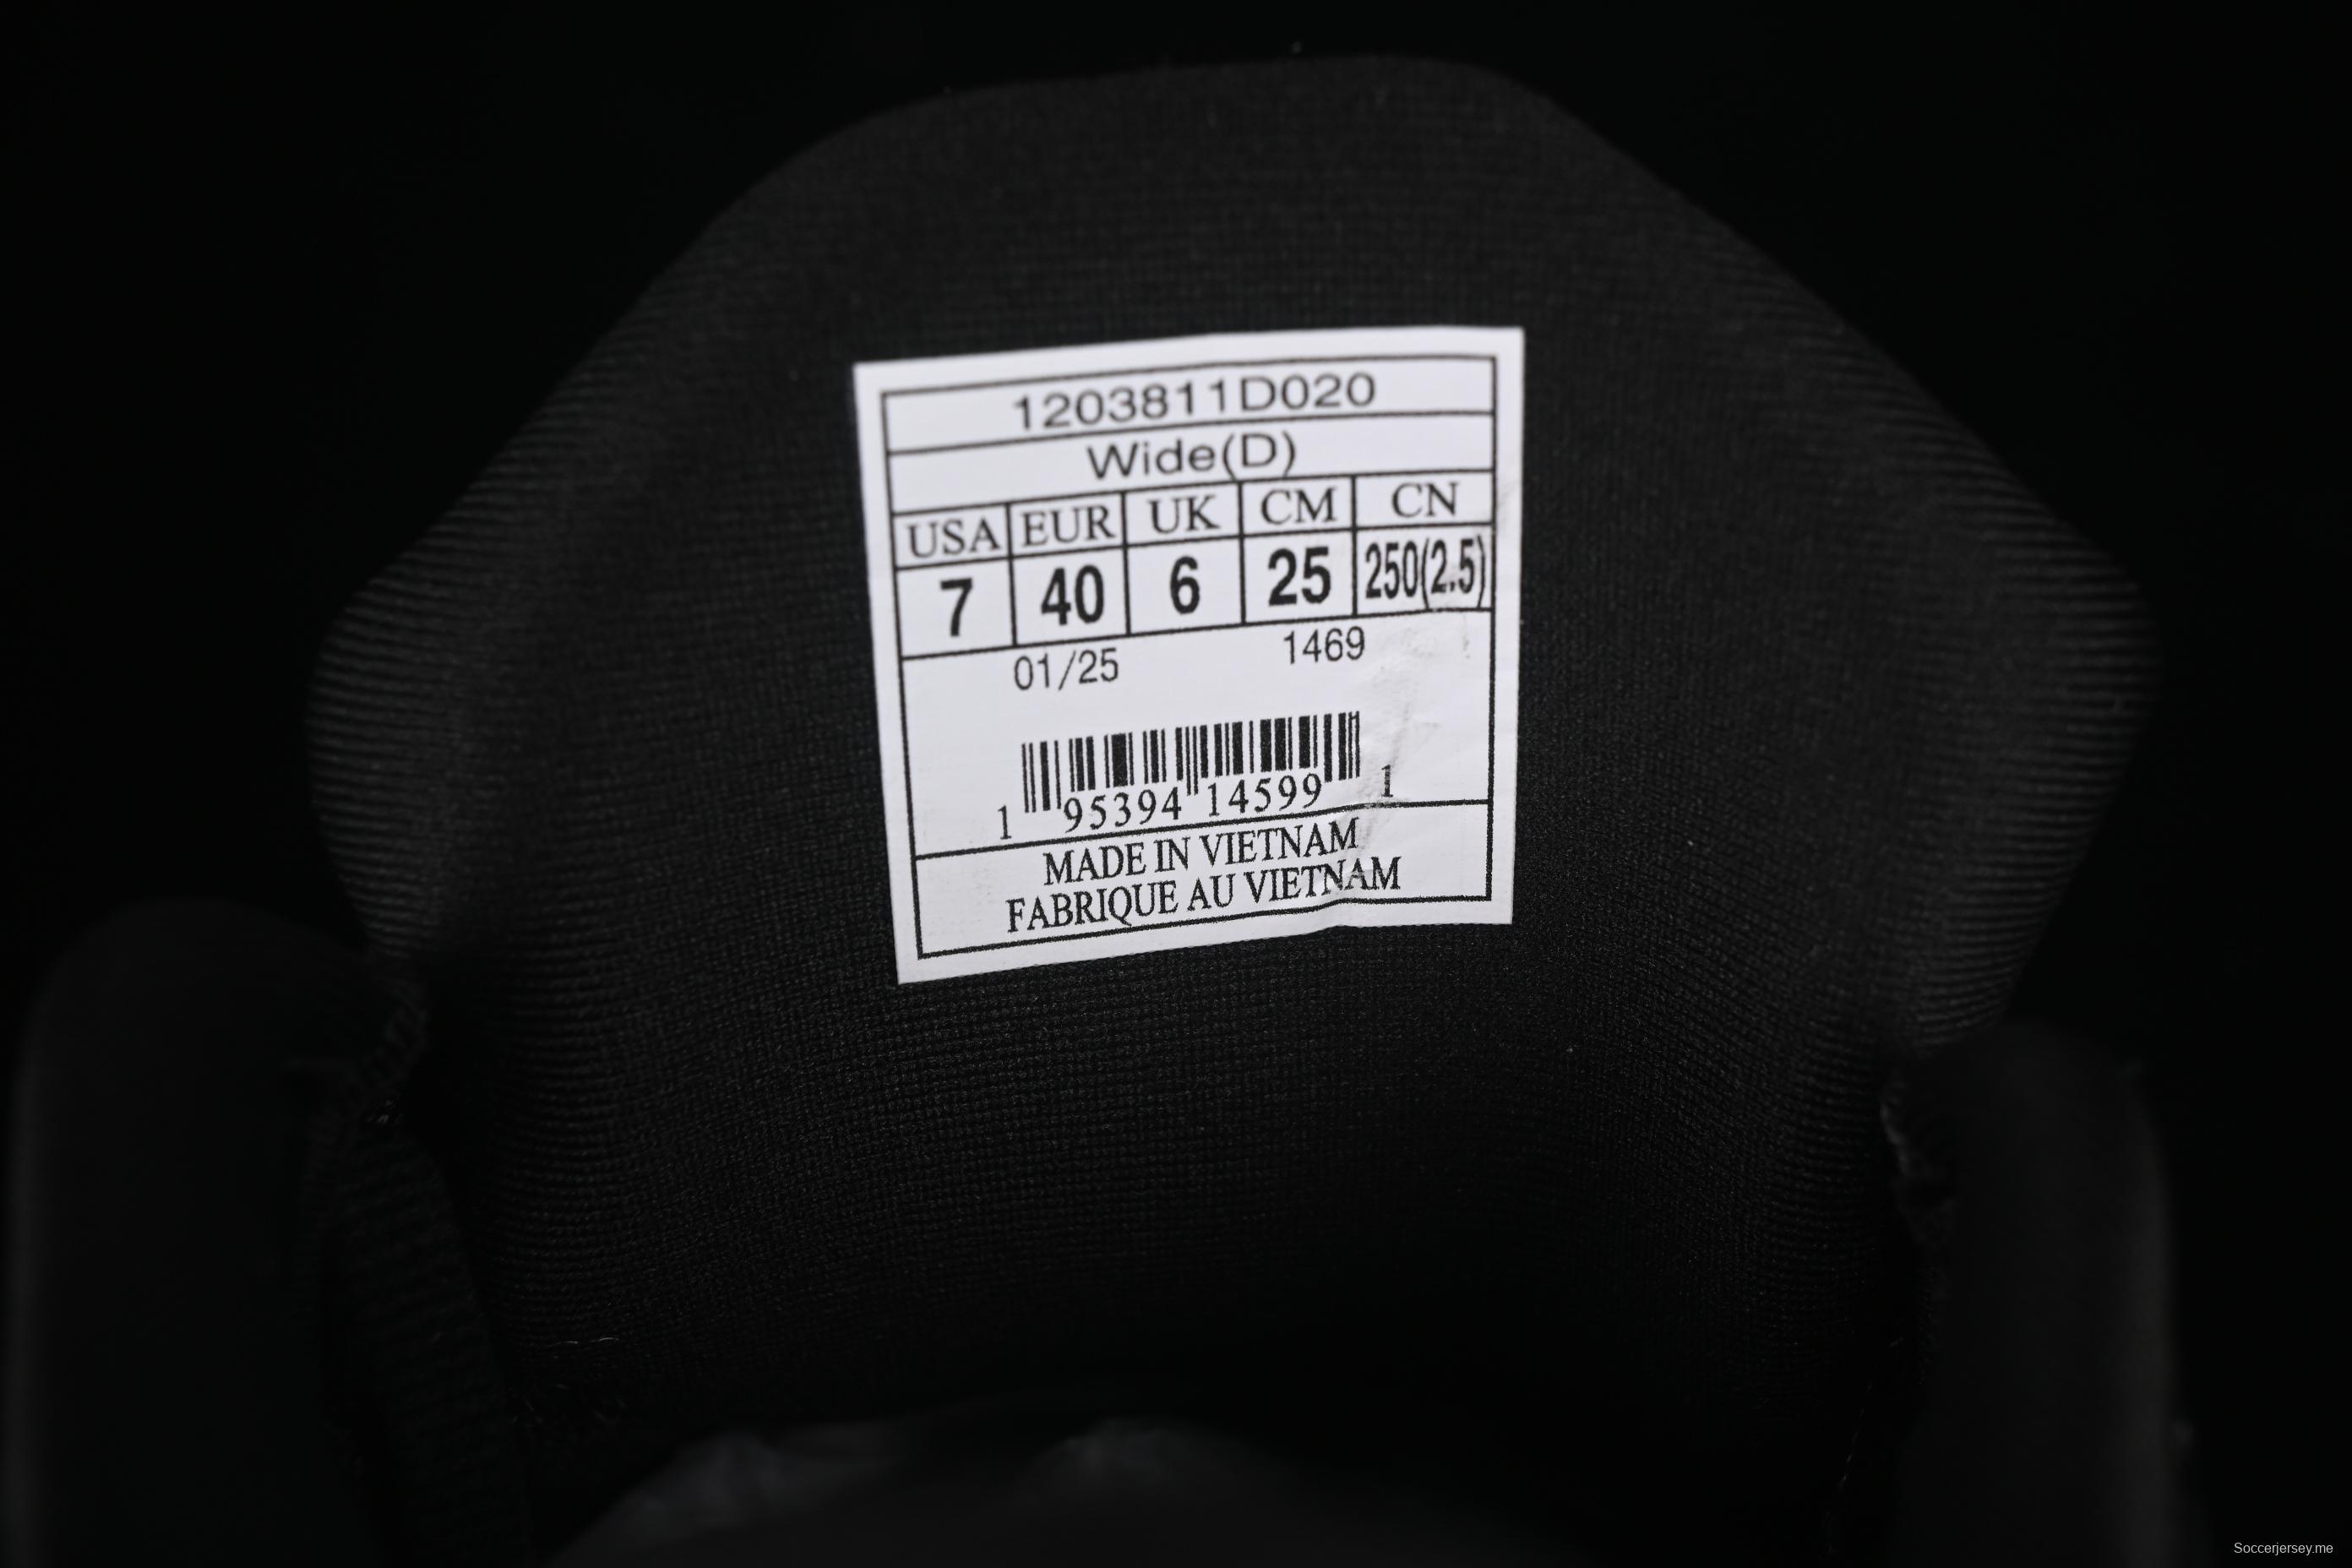 1203811D020
Wide(D)
USA EUR UK CM CN
7 40 6 25 250(2.5)
01/25 1469
1 95394 14599 1
MADE IN VIETNAM
FABRIQUE AU VIETNAM
Soccerjersey.me